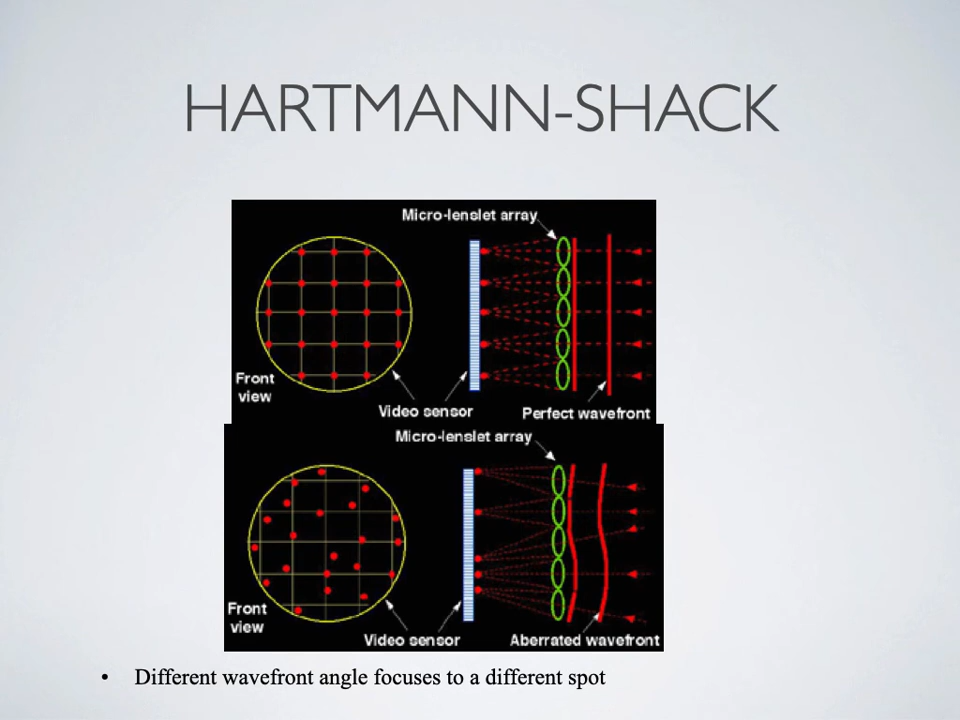 HARTMANN-SHACK
Micro-lenslet array
Front
view
Video sensor
Perfect wavefront
Micro-lenslet array
Front
view
Video sensor
Aberrated wavefront
• Different wavefront angle focuses to a different spot